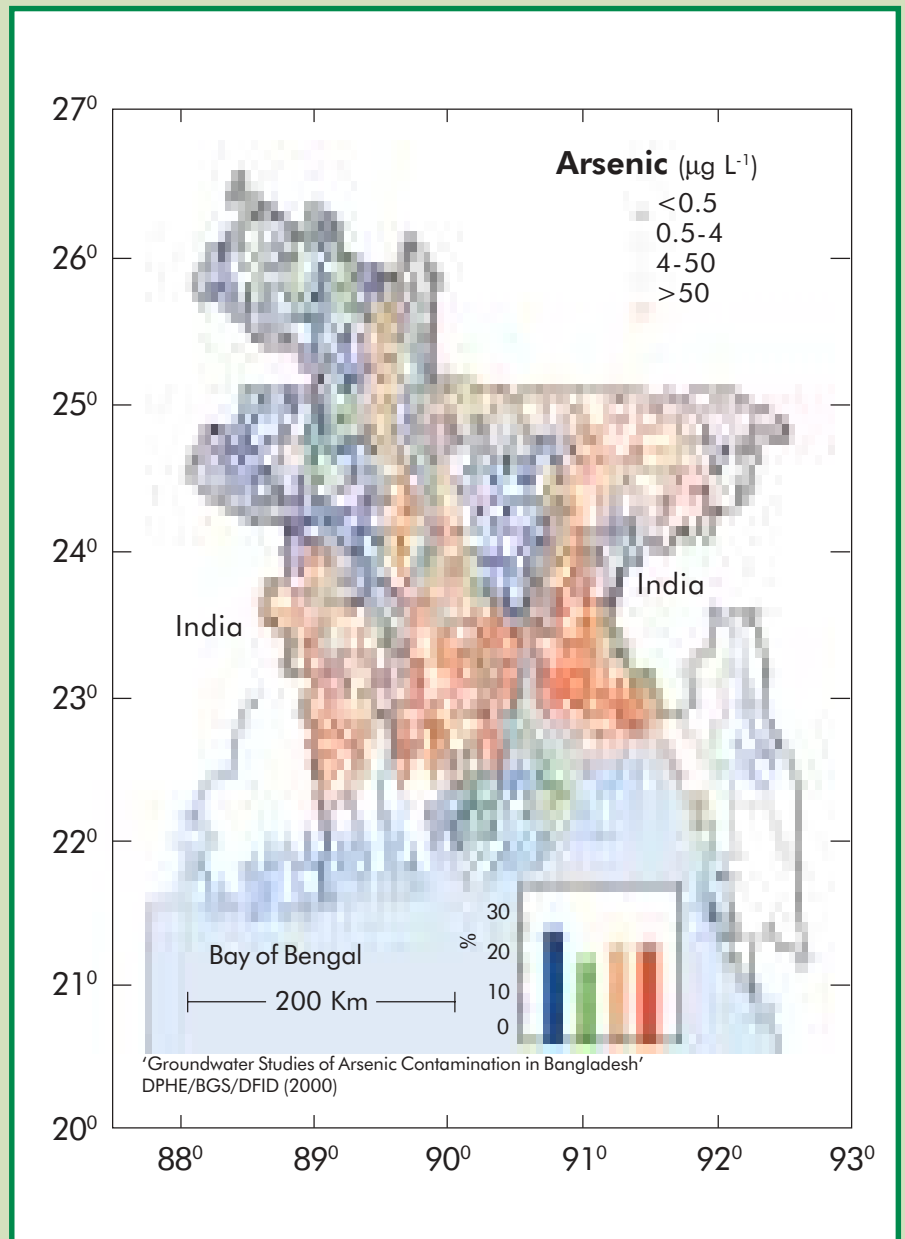 27⁰
Arsenic (µg L⁻¹)
<0.5
0.5-4
26⁰
4-50
>50
25⁰
24⁰
India
India
23⁰
22⁰
30
%
20
Bay of Bengal
21⁰
200 Km
10
0
‘Groundwater Studies of Arsenic Contamination in Bangladesh’
DPHE/BGS/DFID (2000)
20⁰
88⁰ 89⁰ 90⁰ 91⁰ 92⁰ 93⁰